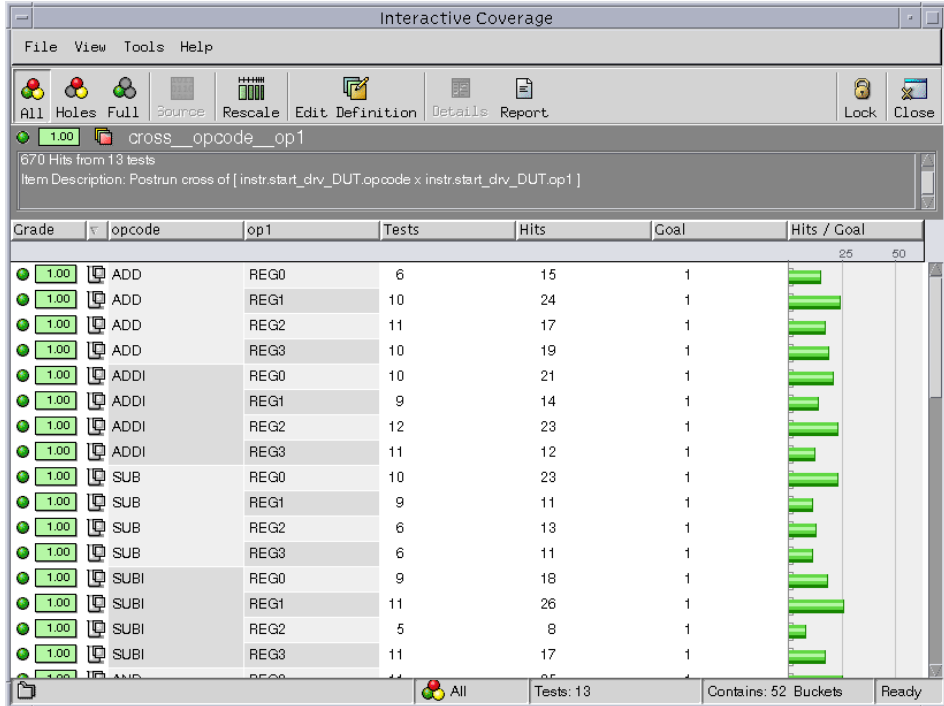 Interactive Coverage
File View Tools Help
All Holes Full Source Rescale Edit Definition Details Report Lock Close
1.00 cross__opcode__op1
670 Hits from 13 tests
Item Description: Postrun cross of [ instr.start_drv_DUT.opcode x instr.start_drv_DUT.op1 ]
Grade opcode op1 Tests Hits Goal Hits / Goal
25 50
1.00 ADD REG0 6 15 1
1.00 ADD REG1 10 24 1
1.00 ADD REG2 11 17 1
1.00 ADD REG3 10 19 1
1.00 ADDI REG0 10 21 1
1.00 ADDI REG1 9 14 1
1.00 ADDI REG2 12 23 1
1.00 ADDI REG3 11 12 1
1.00 SUB REG0 10 23 1
1.00 SUB REG1 9 11 1
1.00 SUB REG2 6 13 1
1.00 SUB REG3 6 11 1
1.00 SUBI REG0 9 18 1
1.00 SUBI REG1 11 26 1
1.00 SUBI REG2 5 8 1
1.00 SUBI REG3 11 17 1
All Tests: 13 Contains: 52 Buckets Ready